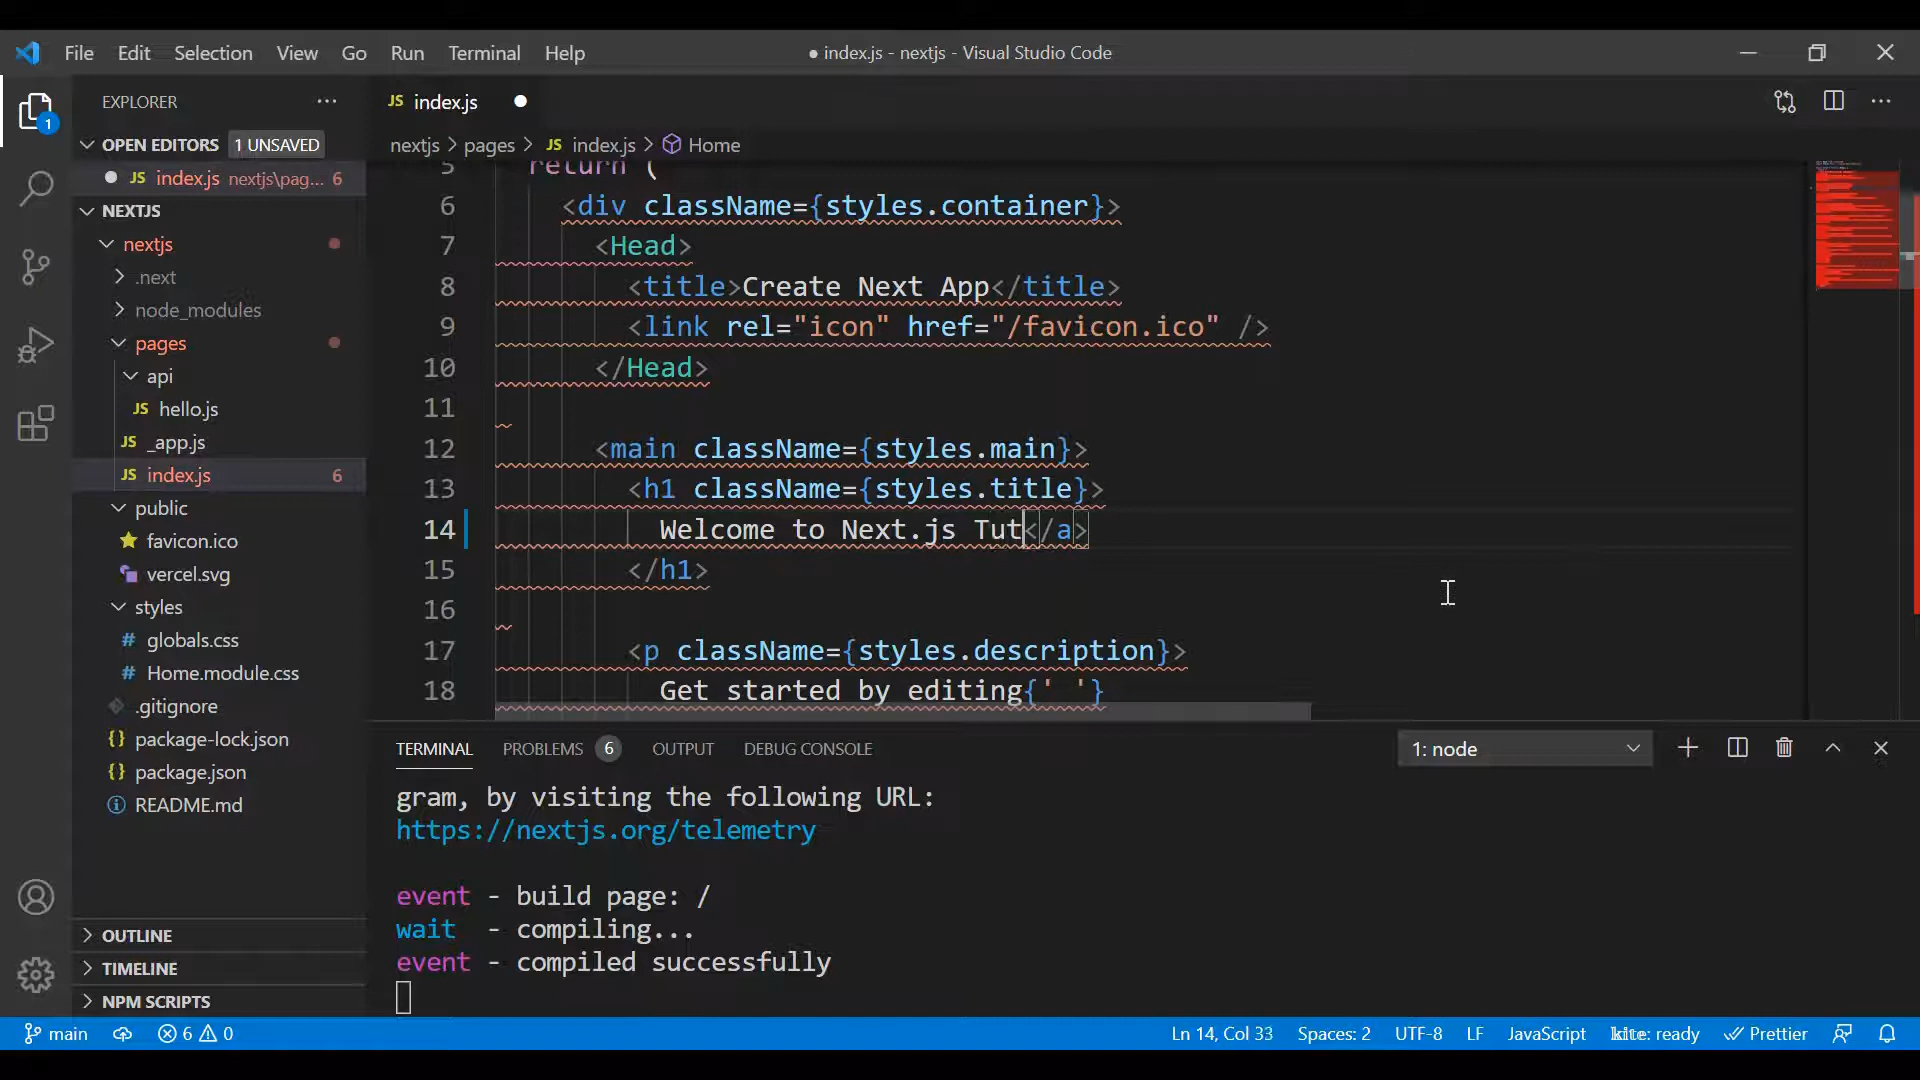 File Edit Selection View Go Run Terminal Help
● index.js - nextjs - Visual Studio Code
EXPLORER
1
OPEN EDITORS 1 UNSAVED
JS index.js nextjs\pag... 6
NEXTJS
nextjs
.next
node_modules
pages
api
JS hello.js
JS _app.js
JS index.js 6
public
favicon.ico
vercel.svg
styles
# globals.css
# Home.module.css
.gitignore
{} package-lock.json
{} package.json
README.md
OUTLINE
TIMELINE
NPM SCRIPTS
JS index.js
nextjs > pages > JS index.js > Home
5 return (
6 <div className={styles.container}>
7 <Head>
8 <title>Create Next App</title>
9 <link rel="icon" href="/favicon.ico" />
10 </Head>
11
12 <main className={styles.main}>
13 <h1 className={styles.title}>
14 Welcome to Next.js Tut</a>
15 </h1>
16
17 <p className={styles.description}>
18 Get started by editing{' '}
TERMINAL PROBLEMS 6 OUTPUT DEBUG CONSOLE
1: node
gram, by visiting the following URL:
https://nextjs.org/telemetry
event - build page: /
wait - compiling...
event - compiled successfully
main 6 0
Ln 14, Col 33 Spaces: 2 UTF-8 LF JavaScript kite: ready Prettier